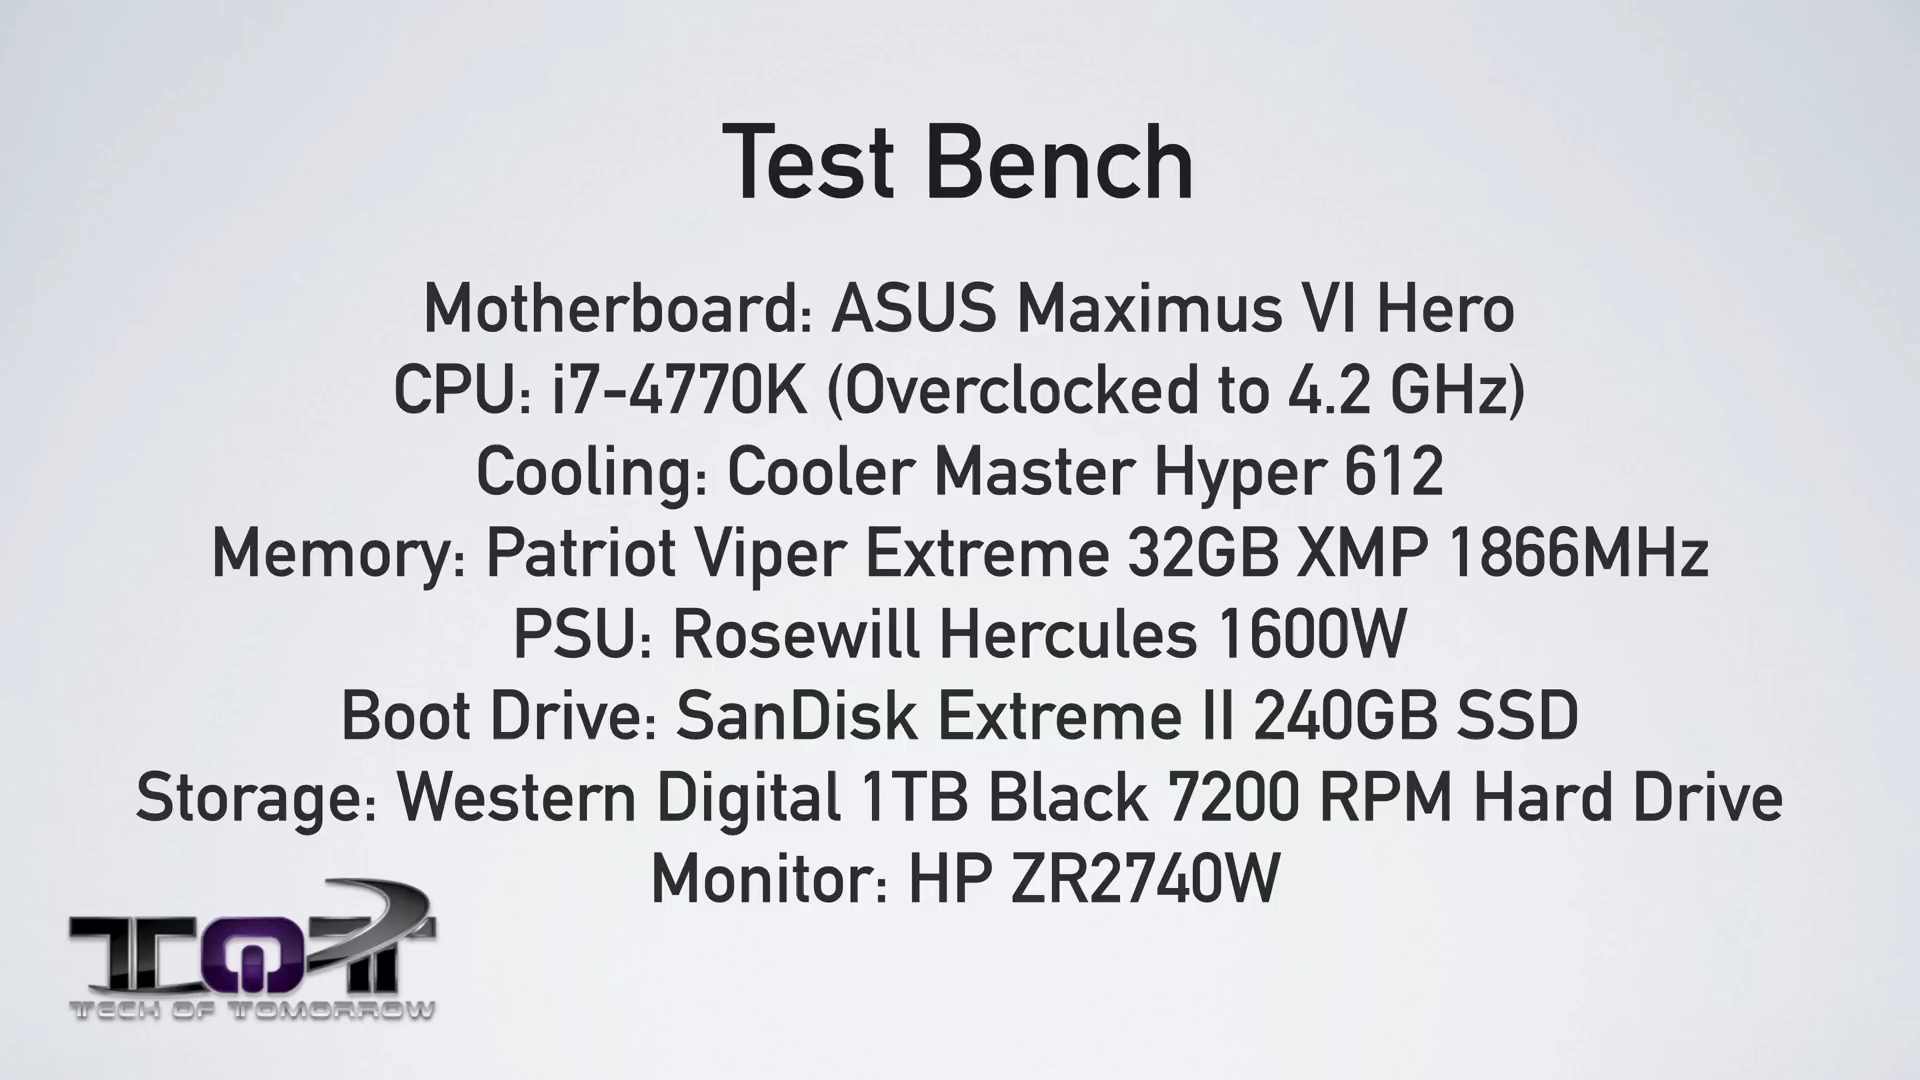 Test Bench
Motherboard: ASUS Maximus VI Hero
CPU: i7-4770K (Overclocked to 4.2 GHz)
Cooling: Cooler Master Hyper 612
Memory: Patriot Viper Extreme 32GB XMP 1866MHz
PSU: Rosewill Hercules 1600W
Boot Drive: SanDisk Extreme II 240GB SSD
Storage: Western Digital 1TB Black 7200 RPM Hard Drive
Monitor: HP ZR2740W
TOT
TECH OF TOMORROW